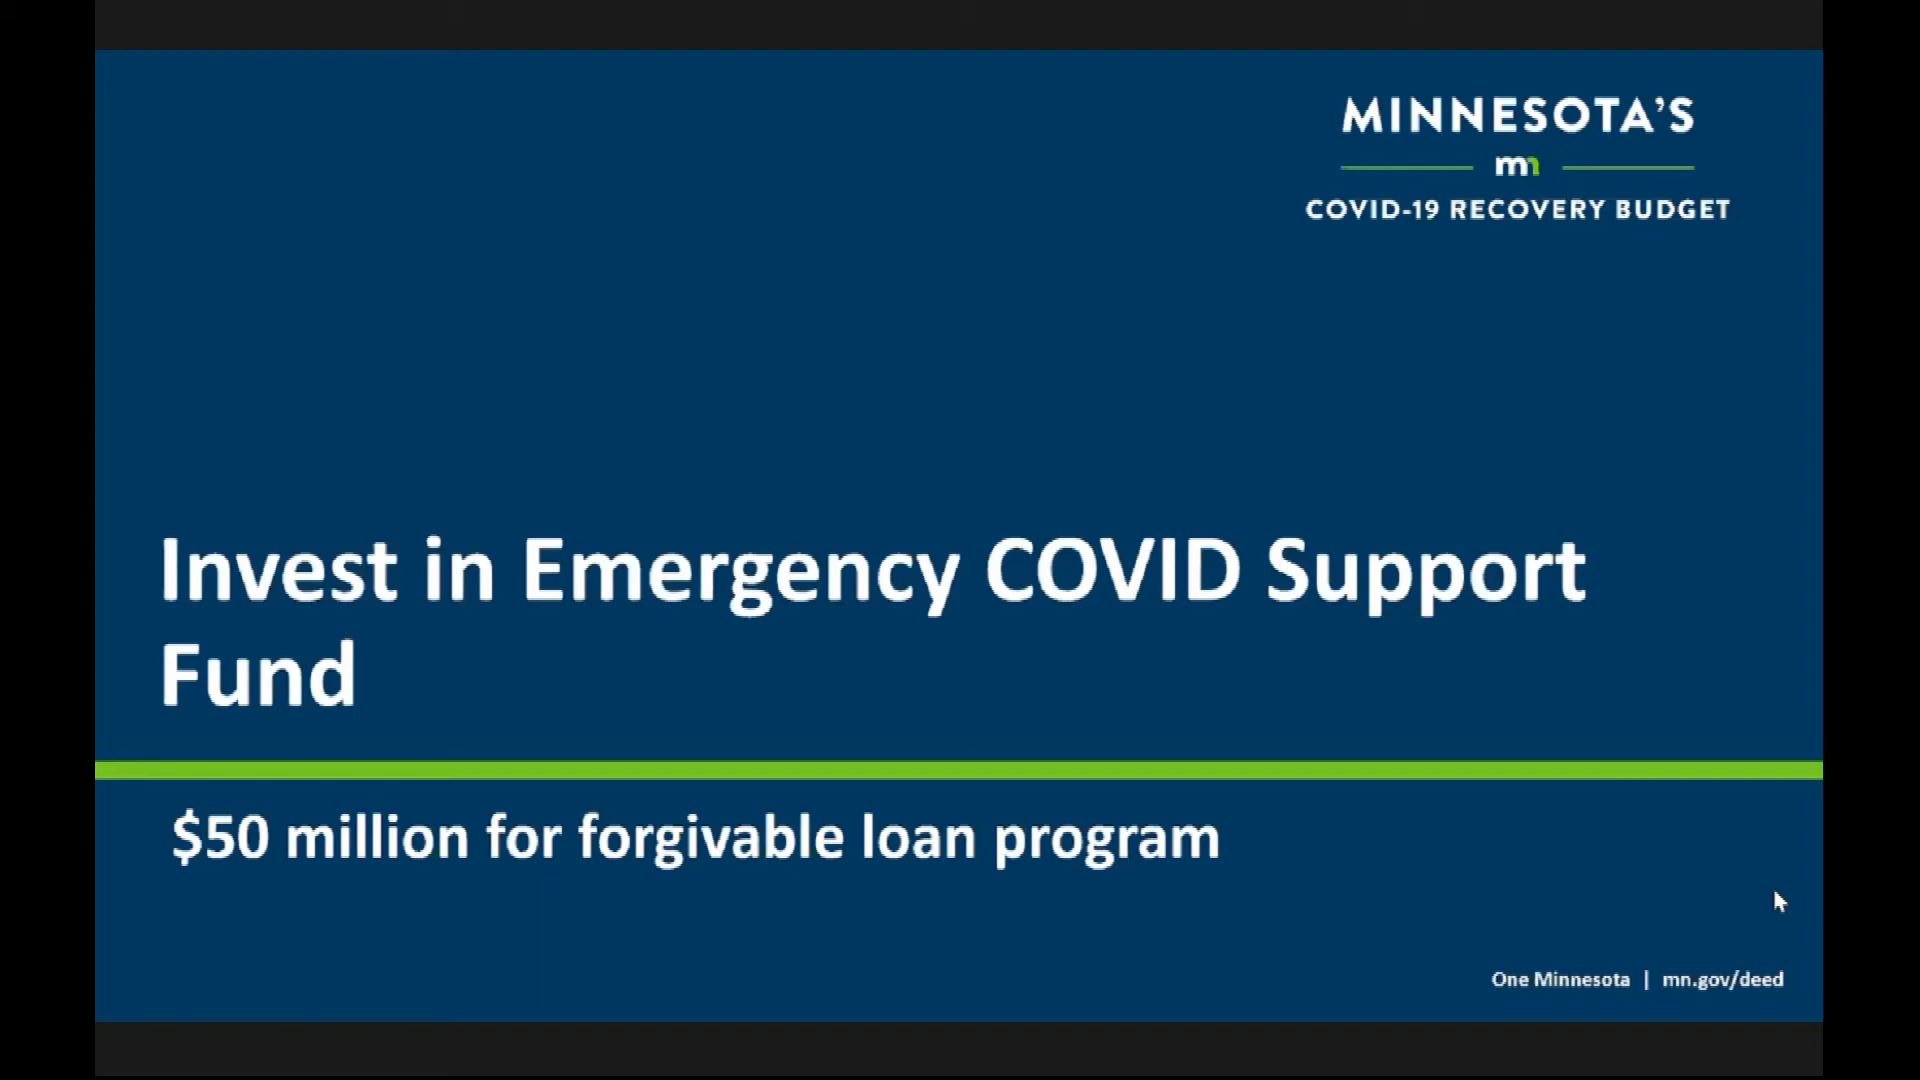 MINNESOTA'S
mn
COVID-19 RECOVERY BUDGET
Invest in Emergency COVID Support
Fund
$50 million for forgivable loan program
One Minnesota | mn.gov/deed